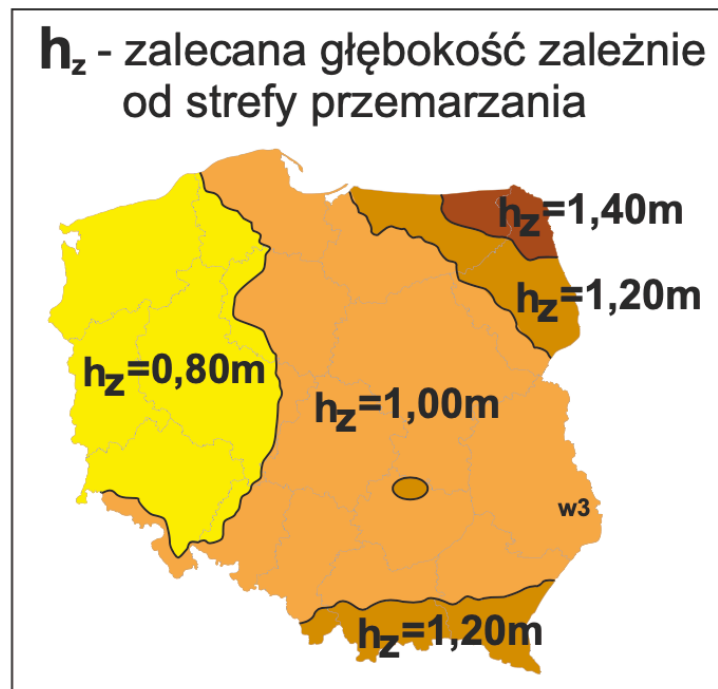 hz - zalecana głębokość zależnie
od strefy przemarzania
hz=1,40m
hz=1,20m
hz=0,80m
hz=1,00m
w3
hz=1,20m